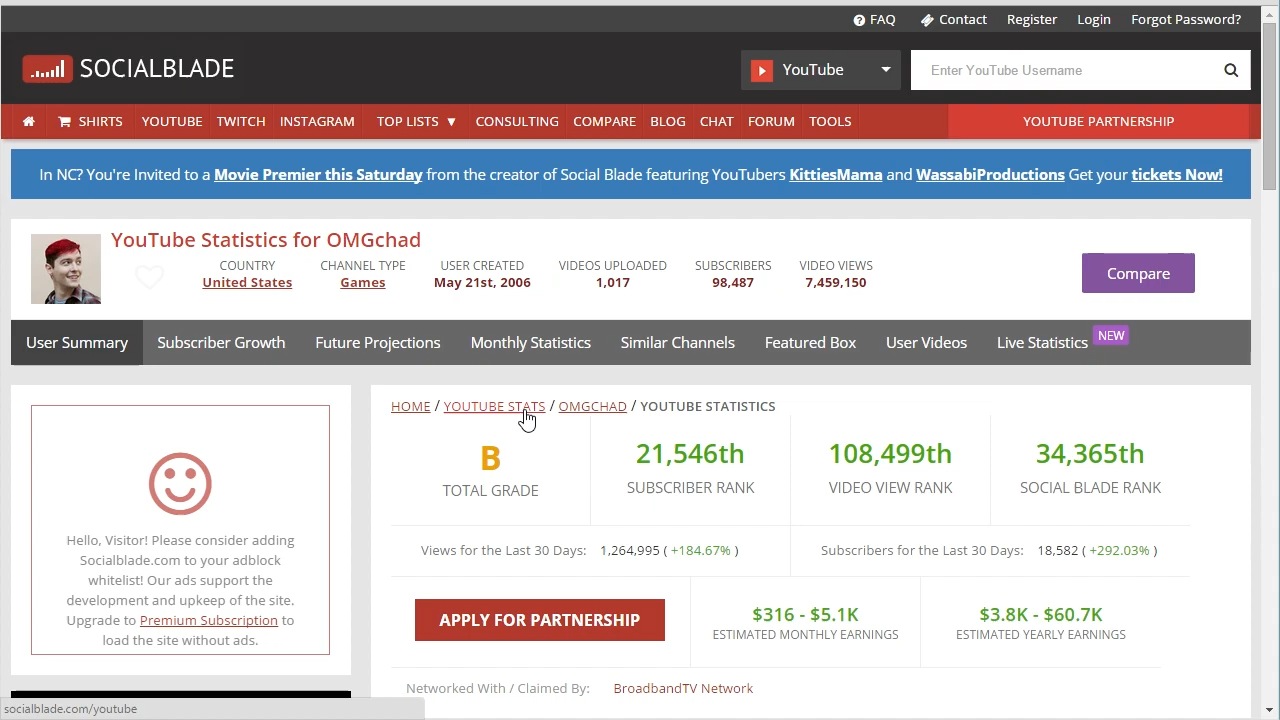 FAQ Contact Register Login Forgot Password?
SOCIALBLADE YouTube Enter YouTube Username
SHIRTS YOUTUBE TWITCH INSTAGRAM TOP LISTS ▼ CONSULTING COMPARE BLOG CHAT FORUM TOOLS YOUTUBE PARTNERSHIP
In NC? You're Invited to a Movie Premier this Saturday from the creator of Social Blade featuring YouTubers KittiesMama and WassabiProductions Get your tickets Now!
YouTube Statistics for OMGchad
COUNTRY CHANNEL TYPE USER CREATED VIDEOS UPLOADED SUBSCRIBERS VIDEO VIEWS
United States Games May 21st, 2006 1,017 98,487 7,459,150
Compare
User Summary Subscriber Growth Future Projections Monthly Statistics Similar Channels Featured Box User Videos Live Statistics NEW
HOME / YOUTUBE STATS / OMGCHAD / YOUTUBE STATISTICS
B 21,546th 108,499th 34,365th
TOTAL GRADE SUBSCRIBER RANK VIDEO VIEW RANK SOCIAL BLADE RANK
Views for the Last 30 Days: 1,264,995 ( +184.67% ) Subscribers for the Last 30 Days: 18,582 ( +292.03% )
APPLY FOR PARTNERSHIP
$316 - $5.1K $3.8K - $60.7K
ESTIMATED MONTHLY EARNINGS ESTIMATED YEARLY EARNINGS
Networked With / Claimed By: BroadbandTV Network
Hello, Visitor! Please consider adding
Socialblade.com to your adblock
whitelist! Our ads support the
development and upkeep of the site.
Upgrade to Premium Subscription to
load the site without ads.
socialblade.com/youtube